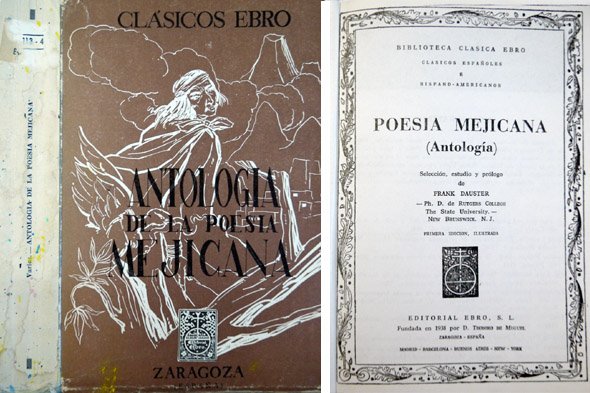 113-4
Varios.- ANTOLOGIA DE LA POESIA MEJICANA
CLÁSICOS EBRO
ANTOLOGIA
DE LA POESIA
MEJICANA
ZARAGOZA
BIBLIOTECA CLASICA EBRO
CLASICOS ESPAÑOLES
E
HISPANO-AMERICANOS
POESIA MEJICANA
(Antología)
Selección, estudio y prólogo
de
FRANK DAUSTER
—Ph. D. de RUTGERS COLLEGE
The State University.—
NEW BRUNSWICK. N. J.
PRIMERA EDICION, ILUSTRADA
EDITORIAL EBRO, S. L.
Fundada en 1938 por D. TEODORO DE MIGUEL
ZARAGOZA - ESPAÑA
MADRID - BARCELONA - BUENOS AIRES - NEW - YORK